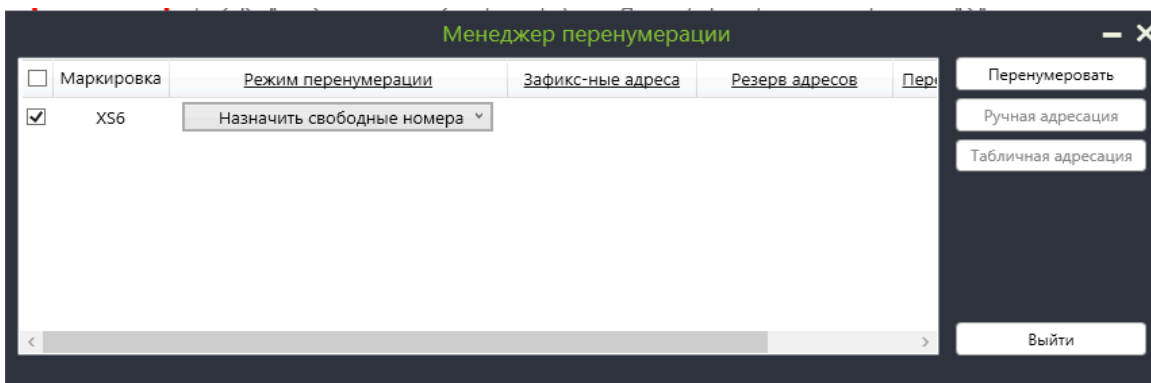 Менеджер перенумерации
Маркировка Режим перенумерации Зафикс-ные адреса Резерв адресов
Перенумеровать
XS6 Назначить свободные номера
Ручная адресация
Табличная адресация
Выйти